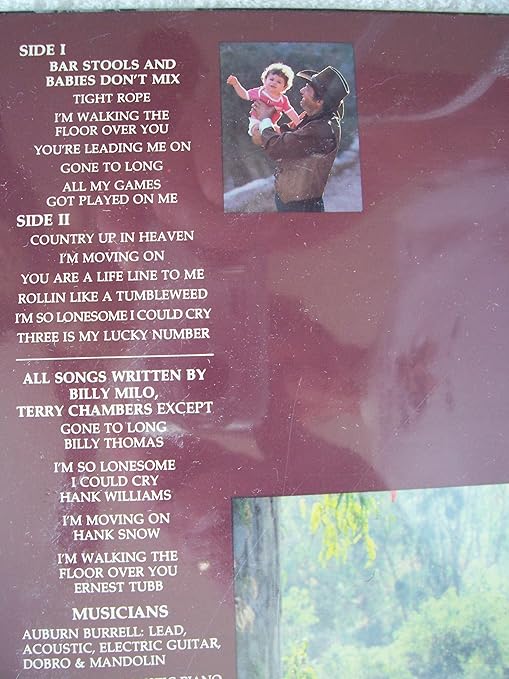 SIDE I
BAR STOOLS AND
BABIES DON'T MIX
TIGHT ROPE
I'M WALKING THE
FLOOR OVER YOU
YOU'RE LEADING ME ON
GONE TO LONG
ALL MY GAMES
GOT PLAYED ON ME
SIDE II
COUNTRY UP IN HEAVEN
I'M MOVING ON
YOU ARE A LIFE LINE TO ME
ROLLIN LIKE A TUMBLEWEED
I'M SO LONESOME I COULD CRY
THREE IS MY LUCKY NUMBER
ALL SONGS WRITTEN BY
BILLY MILO,
TERRY CHAMBERS EXCEPT
GONE TO LONG
BILLY THOMAS
I'M SO LONESOME
I COULD CRY
HANK WILLIAMS
I'M MOVING ON
HANK SNOW
I'M WALKING THE
FLOOR OVER YOU
ERNEST TUBB
MUSICIANS
AUBURN BURRELL: LEAD,
ACOUSTIC, ELECTRIC GUITAR,
DOBRO & MANDOLIN
PIANO